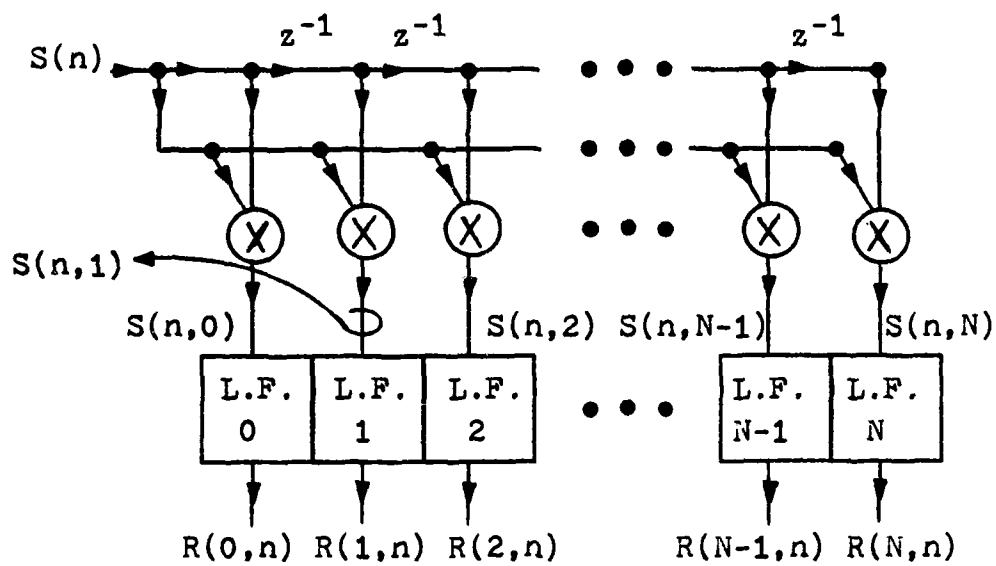 z⁻¹ z⁻¹ z⁻¹
S(n)
X X X X X
S(n,1)
S(n,0) S(n,2) S(n,N-1) S(n,N)
L.F. L.F. L.F. L.F. L.F.
0 1 2 N-1 N
R(0,n) R(1,n) R(2,n) R(N-1,n) R(N,n)